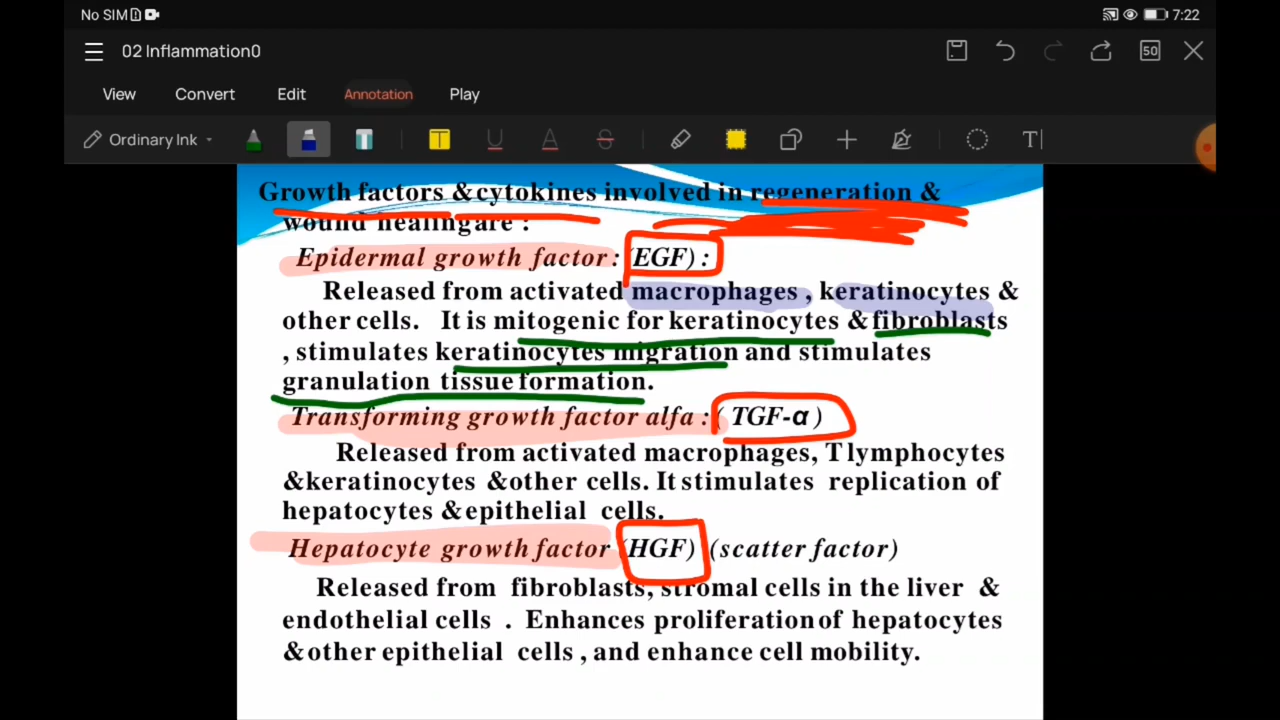 No SIM 7:22
02 Inflammation0 50
View Convert Edit Annotation Play
Ordinary Ink T U A S T
Growth factors &cytokines involved in regeneration &
wound healingare :
Epidermal growth factor: (EGF) :
Released from activated macrophages , keratinocytes &
other cells. It is mitogenic for keratinocytes & fibroblasts
, stimulates keratinocytes migration and stimulates
granulation tissue formation.
Transforming growth factor alfa : ( TGF-α )
Released from activated macrophages, T lymphocytes
&keratinocytes &other cells. It stimulates replication of
hepatocytes &epithelial cells.
Hepatocyte growth factor (HGF) (scatter factor)
Released from fibroblasts, stromal cells in the liver &
endothelial cells . Enhances proliferation of hepatocytes
&other epithelial cells , and enhance cell mobility.